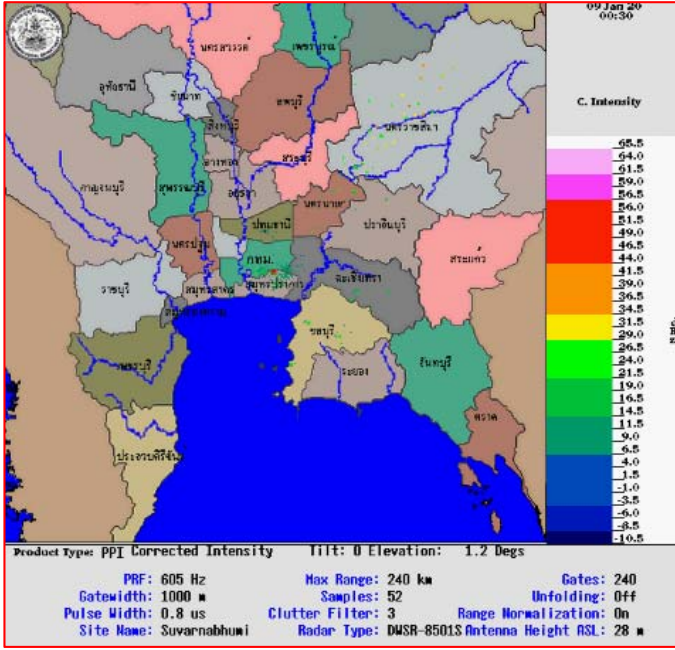 09 Jan 20
00:30
C. Intensity
นครสวรรค์
เพชรบูรณ์
อุทัยธานี
ชัยนาท
ลพบุรี
สิงห์บุรี
นครราชสีมา
อ่างทอง
สระบุรี
กาญจนบุรี
สุพรรณบุรี
อยุธยา
นครนายก
ปราจีนบุรี
ปทุมธานี
นครปฐม
กทม.
สระแก้ว
ราชบุรี
สมุทรสาคร
สมุทรปราการ
ฉะเชิงเทรา
ชลบุรี
เพชรบุรี
ระยอง
จันทบุรี
ตราด
ประจวบคีรีขันธ์
65.5
64.0
61.5
59.0
56.5
56.0
51.5
49.0
46.5
44.0
41.5
39.0
36.5
34.0
31.5
29.0
26.5
24.0
21.5
19.0
16.5
14.5
11.5
9.0
6.5
4.0
1.5
-1.0
-3.5
-6.0
-8.5
-10.5
Product Type: PPI Corrected Intensity Tilt: 0 Elevation: 1.2 Degs
PRF: 605 Hz Max Range: 240 km Gates: 240
Gatewidth: 1000 m Samples: 52 Unfolding: Off
Pulse Width: 0.8 us Clutter Filter: 3 Range Normalization: On
Site Name: Suvarnabhumi Radar Type: DWSR-8501S Antenna Height ASL: 28 m